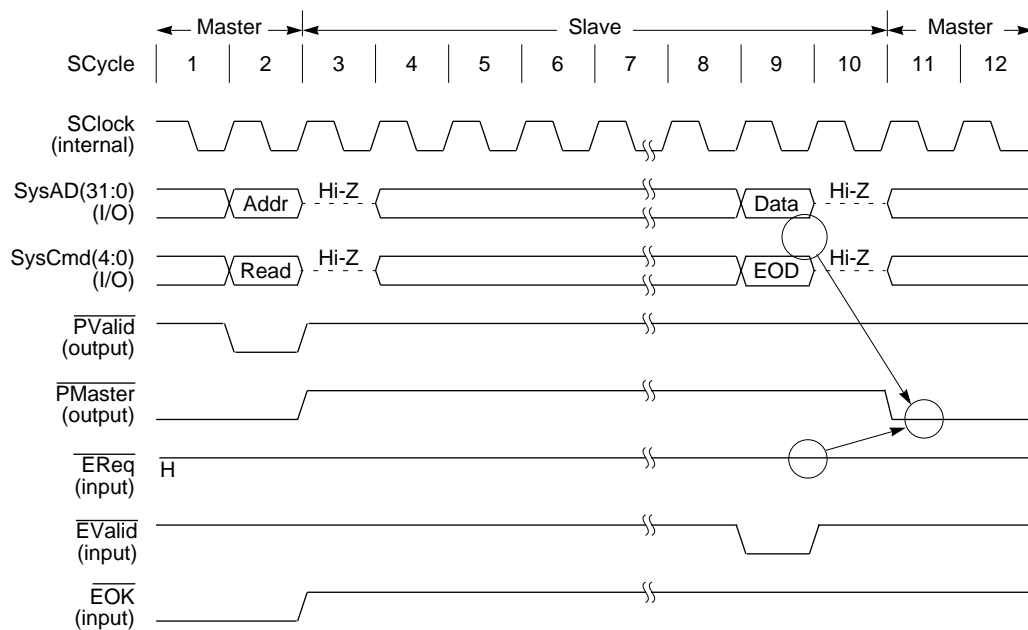 Master Slave Master
SCycle 1 2 3 4 5 6 7 8 9 10 11 12
SClock
(internal)
SysAD(31:0)
(I/O)
Addr Hi-Z Data Hi-Z
SysCmd(4:0)
(I/O)
Read Hi-Z EOD Hi-Z
PValid
(output)
PMaster
(output)
EReq
(input)
H
EValid
(input)
EOK
(input)